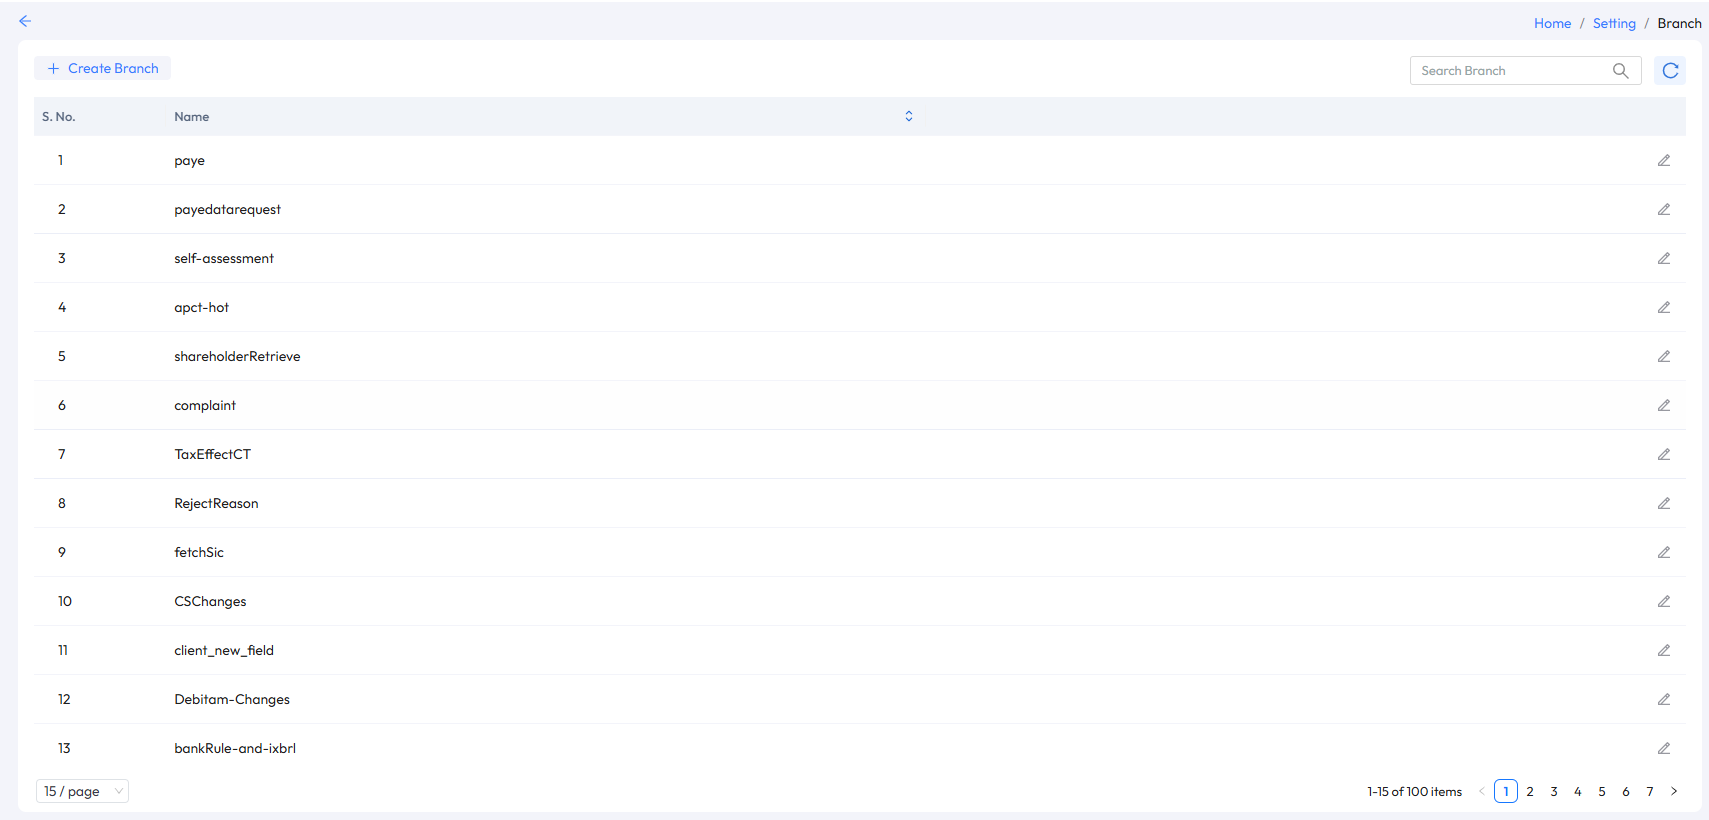 Home / Setting / Branch
Create Branch
Search Branch
S. No. Name
1 paye
2 payedatarequest
3 self-assessment
4 apct-hot
5 shareholderRetrieve
6 complaint
7 TaxEffectCT
8 RejectReason
9 fetchSic
10 CSChanges
11 client_new_field
12 Debitam-Changes
13 bankRule-and-ixbrl
15 / page 1-15 of 100 items 1 2 3 4 5 6 7